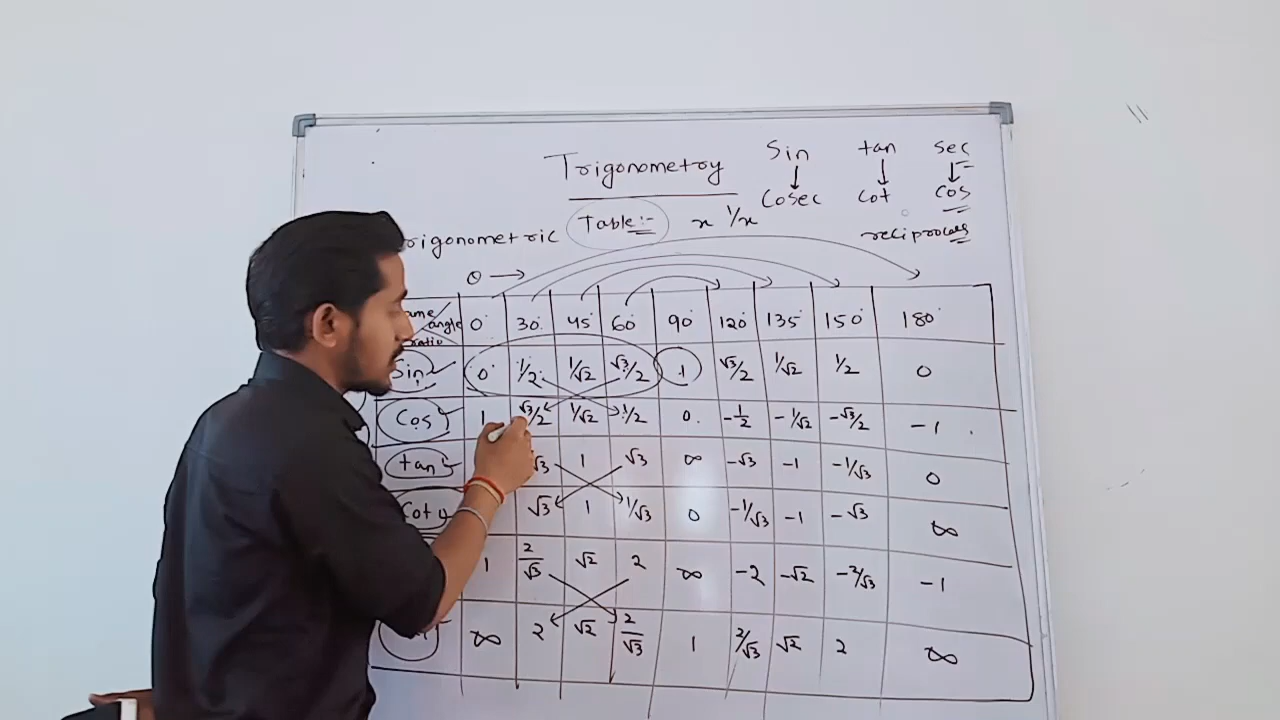 Trigonometry
Sin tan sec
↓ ↓ ↓
Cosec Cot Cos
rigonometric Table:- x 1/x
reciprocals
θ →
ame angle 0° 30° 45° 60° 90° 120° 135° 150° 180°
ratio
Sin 0 1/2 1/√2 √3/2 1 √3/2 1/√2 1/2 0
Cos 1 √3/2 1/√2 1/2 0 -1/2 -1/√2 -√3/2 -1
tan √3 1 √3 ∞ -√3 -1 -1/√3 0
Cot √3 1 1/√3 0 -1/√3 -1 -√3 ∞
1 2/√3 √2 2 ∞ -2 -√2 -2/√3 -1
∞ 2 √2 2/√3 1 2/√3 √2 2 ∞